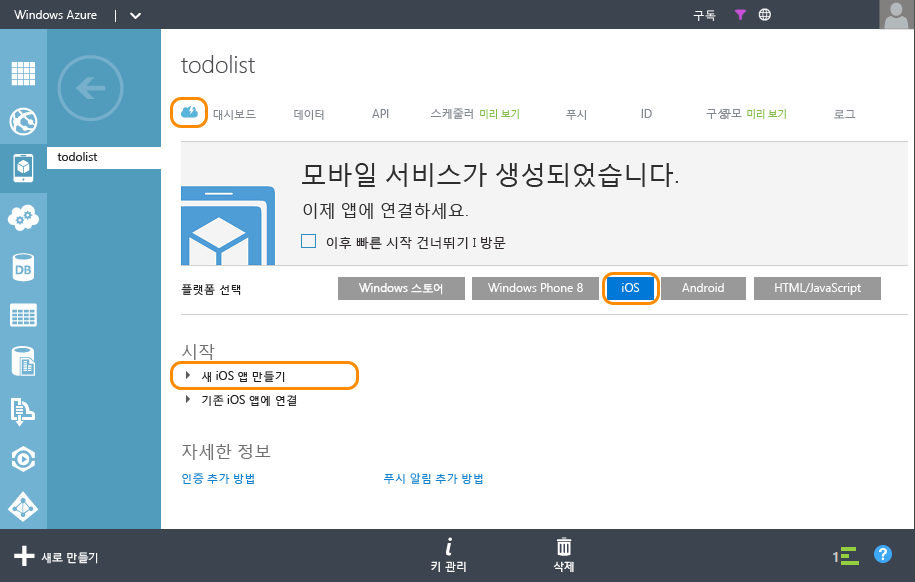 Windows Azure | 구독
todolist
todolist
대시보드 데이터 API 스케줄러 미리 보기 푸시 ID 구성 미리 보기 로그
모바일 서비스가 생성되었습니다.
이제 앱에 연결하세요.
이후 빠른 시작 건너뛰기 I 방문
플랫폼 선택 Windows 스토어 Windows Phone 8 iOS Android HTML/JavaScript
시작
새 iOS 앱 만들기
기존 iOS 앱에 연결
자세한 정보
인증 추가 방법 푸시 알림 추가 방법
DB
새로 만들기 키 관리 삭제 1 ?